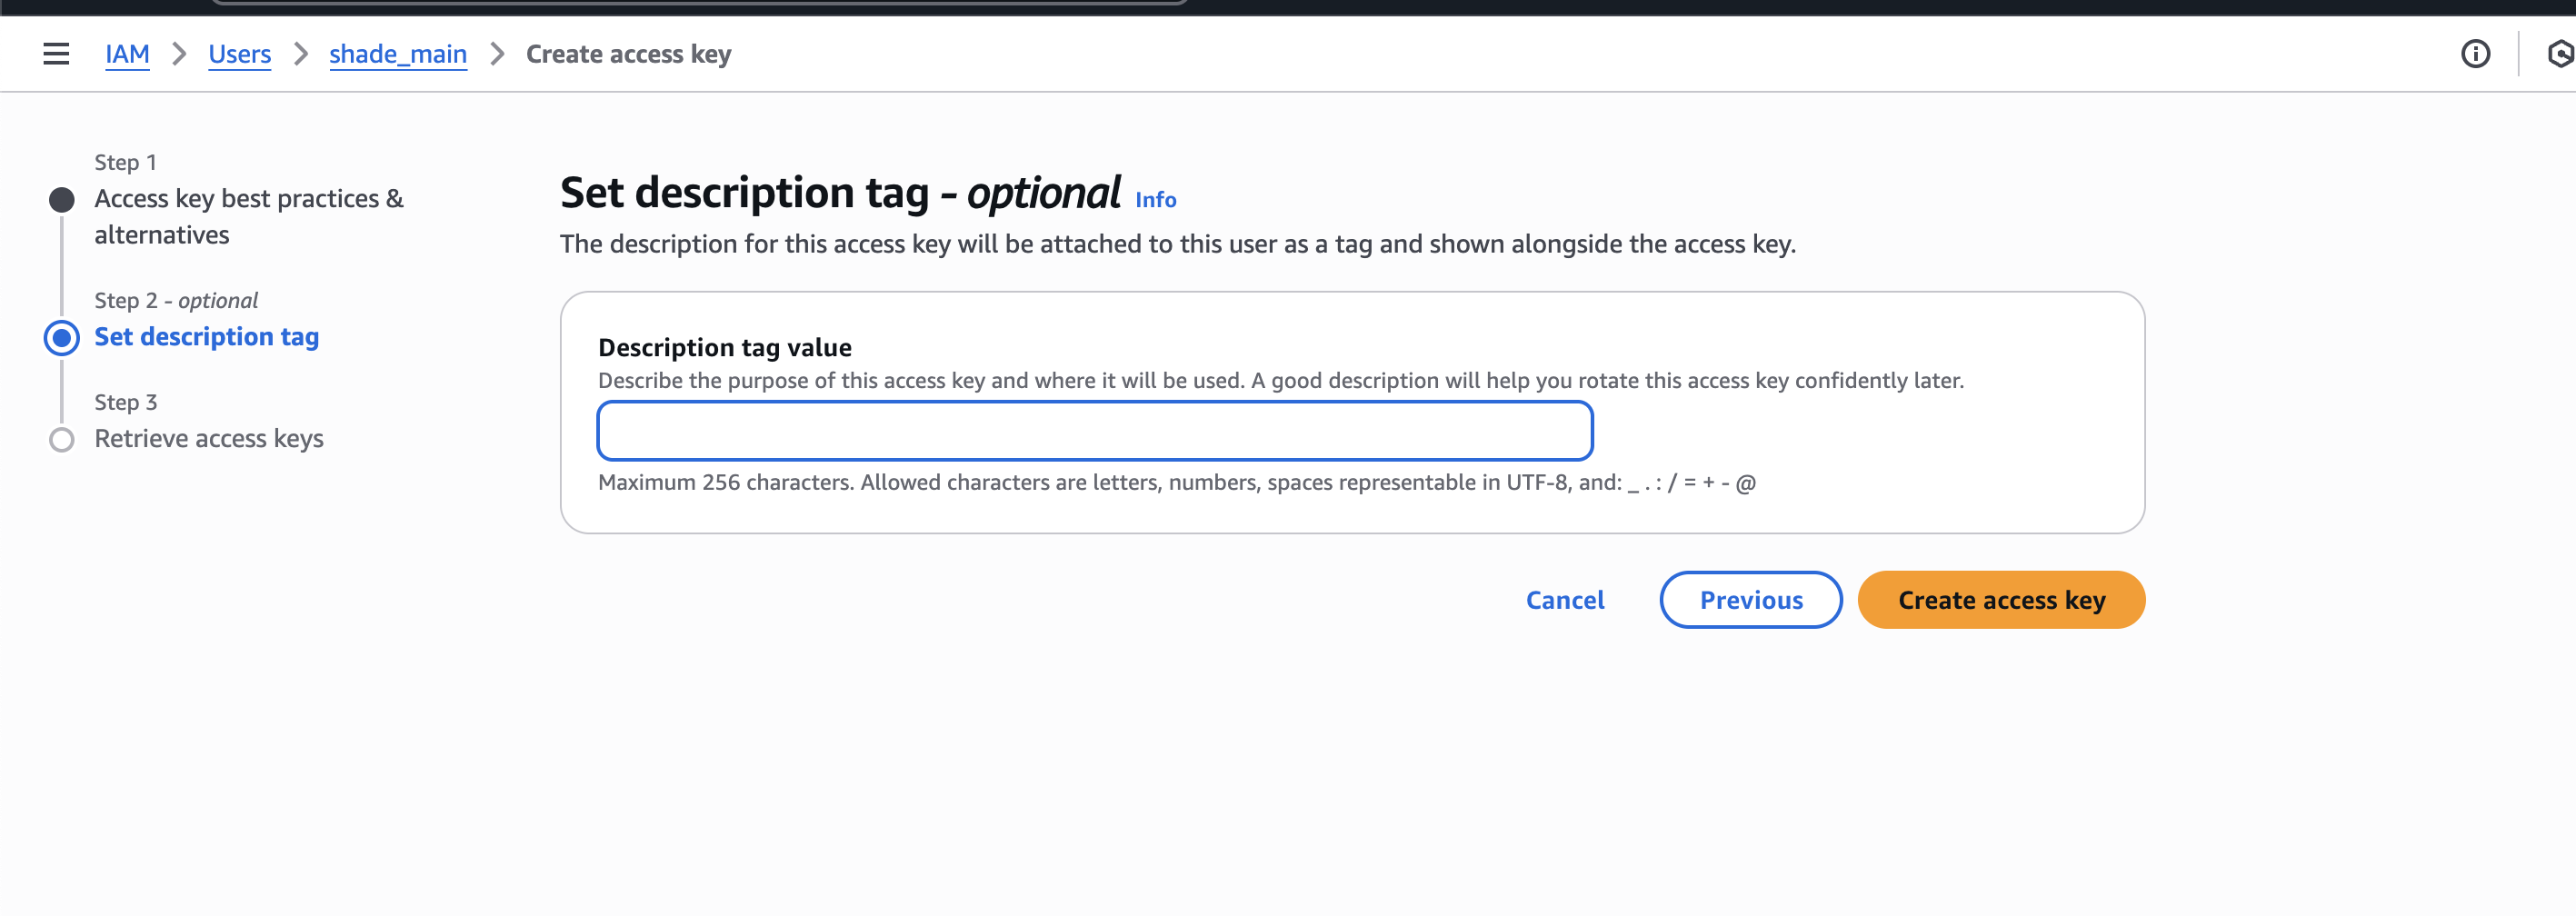 IAM > Users > shade_main > Create access key
Step 1
Access key best practices &
alternatives
Step 2 - optional
Set description tag
Step 3
Retrieve access keys
Set description tag - optional Info
The description for this access key will be attached to this user as a tag and shown alongside the access key.
Description tag value
Describe the purpose of this access key and where it will be used. A good description will help you rotate this access key confidently later.
Maximum 256 characters. Allowed characters are letters, numbers, spaces representable in UTF-8, and: _ . : / = + - @
Cancel
Previous
Create access key